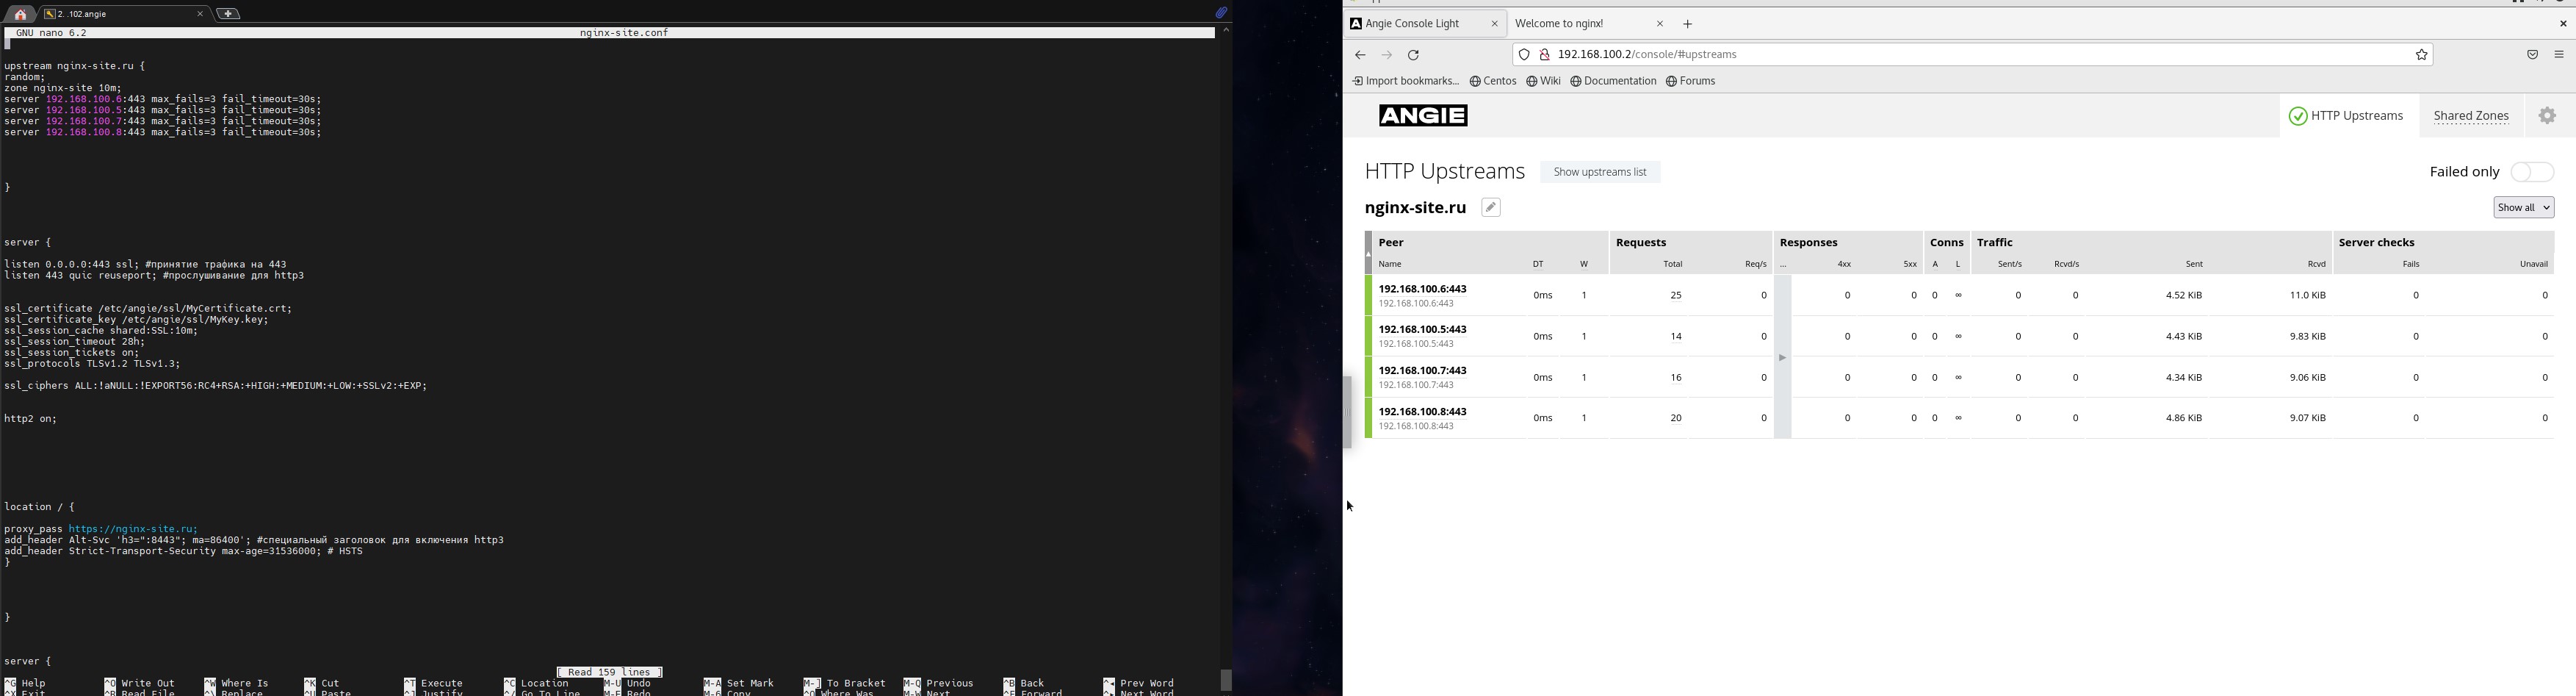 2. .102.angie
GNU nano 6.2 nginx-site.conf
upstream nginx-site.ru {
random;
zone nginx-site 10m;
server 192.168.100.6:443 max_fails=3 fail_timeout=30s;
server 192.168.100.5:443 max_fails=3 fail_timeout=30s;
server 192.168.100.7:443 max_fails=3 fail_timeout=30s;
server 192.168.100.8:443 max_fails=3 fail_timeout=30s;
}
server {
listen 0.0.0.0:443 ssl; #принятие трафика на 443
listen 443 quic reuseport; #прослушивание для http3
ssl_certificate /etc/angie/ssl/MyCertificate.crt;
ssl_certificate_key /etc/angie/ssl/MyKey.key;
ssl_session_cache shared:SSL:10m;
ssl_session_timeout 28h;
ssl_session_tickets on;
ssl_protocols TLSv1.2 TLSv1.3;
ssl_ciphers ALL:!aNULL:!EXPORT56:RC4+RSA:+HIGH:+MEDIUM:+LOW:+SSLv2:+EXP;
http2 on;
location / {
proxy_pass https://nginx-site.ru;
add_header Alt-Svc 'h3=":8443"; ma=86400'; #специальный заголовок для включения http3
add_header Strict-Transport-Security max-age=31536000; # HSTS
}
}
server {
[ Read 159 lines ]
^G Help ^O Write Out ^W Where Is ^K Cut ^T Execute ^C Location M-U Undo M-A Set Mark M-] To Bracket M-Q Previous ^B Back ^◂ Prev Word
^X Exit ^R Read File ^\ Replace ^U Paste ^J Justify ^/ Go To Line M-E Redo M-6 Copy ^Q Where Was M-W Next ^F Forward ^▸ Next Word
Angie Console Light
Welcome to nginx!
192.168.100.2/console/#upstreams
Import bookmarks... Centos Wiki Documentation Forums
ANGIE
HTTP Upstreams
Shared Zones
HTTP Upstreams
Show upstreams list
Failed only
nginx-site.ru
Show all
Peer Requests Responses Conns Traffic Server checks
Name DT W Total Req/s ... 4xx 5xx A L Sent/s Rcvd/s Sent Rcvd Fails Unavail
192.168.100.6:443
192.168.100.6:443
0ms 1 25 0 0 0 0 ∞ 0 0 4.52 KiB 11.0 KiB 0 0
192.168.100.5:443
192.168.100.5:443
0ms 1 14 0 0 0 0 ∞ 0 0 4.43 KiB 9.83 KiB 0 0
192.168.100.7:443
192.168.100.7:443
0ms 1 16 0 0 0 0 ∞ 0 0 4.34 KiB 9.06 KiB 0 0
192.168.100.8:443
192.168.100.8:443
0ms 1 20 0 0 0 0 ∞ 0 0 4.86 KiB 9.07 KiB 0 0